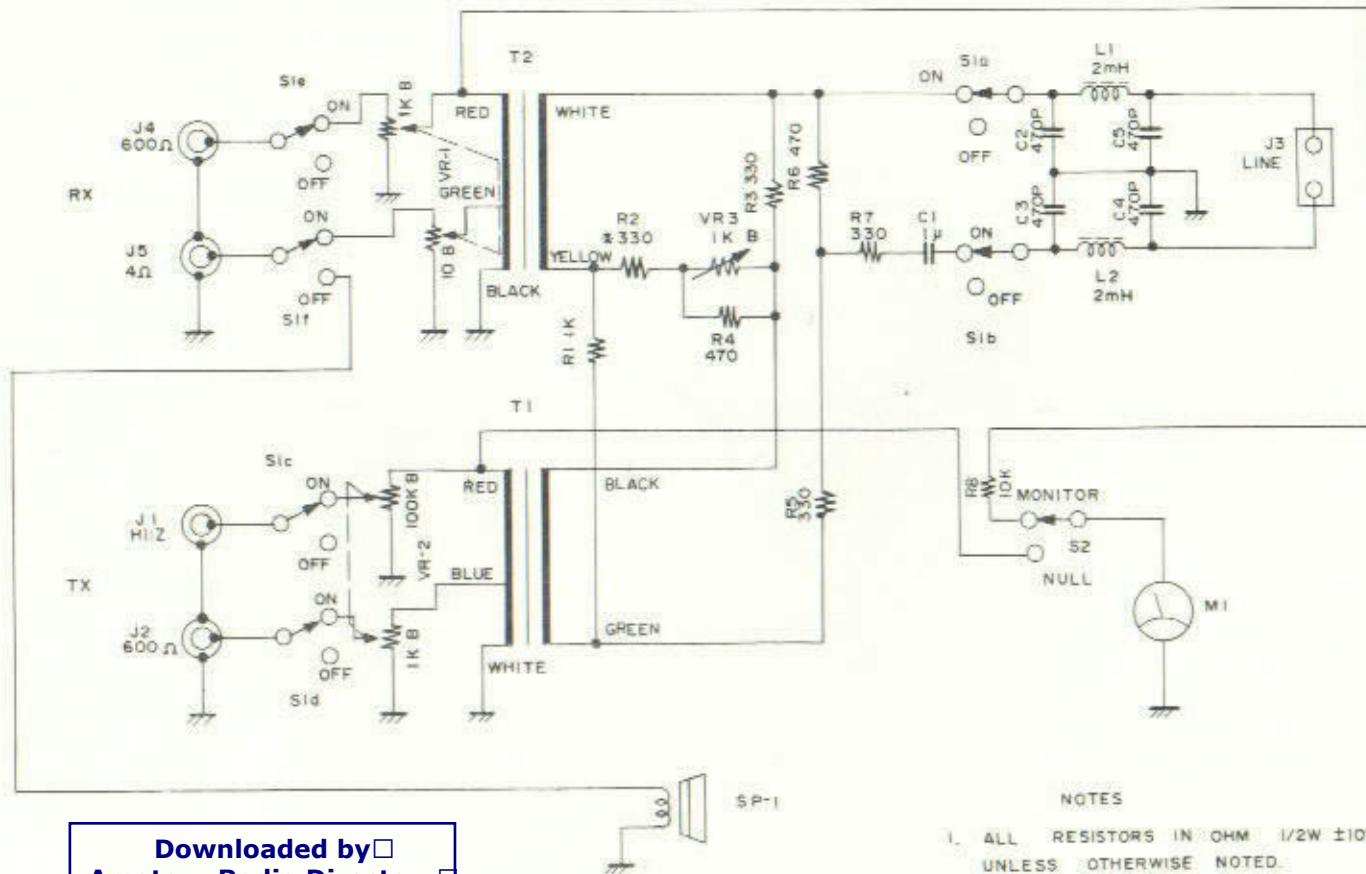 T2
L1
2mH
S1e
ON
1K B
RED
WHITE
ON
S1a
J4
600Ω
OFF
VR-1
GREEN
R3 330
R6 470
OFF
C2
470P
C5
470P
J3
LINE
RX
ON
R2
※330
VR3
1K B
R7
330
C1
1μ
ON
C3
470P
C4
470P
J5
4Ω
10 B
YELLOW
OFF
S1f
BLACK
R4
470
OFF
L2
2mH
R1 1K
S1b
T1
S1c
ON
100K B
RED
BLACK
R5
330
R8
10K
MONITOR
J1
HI:Z
OFF
VR-2
S2
NULL
TX
ON
BLUE
M1
J2
600Ω
1K B
GREEN
OFF
WHITE
S1d
SP-1
NOTES
1. ALL RESISTORS IN OHM 1/2W ±10
UNLESS OTHERWISE NOTED.
Downloaded by□